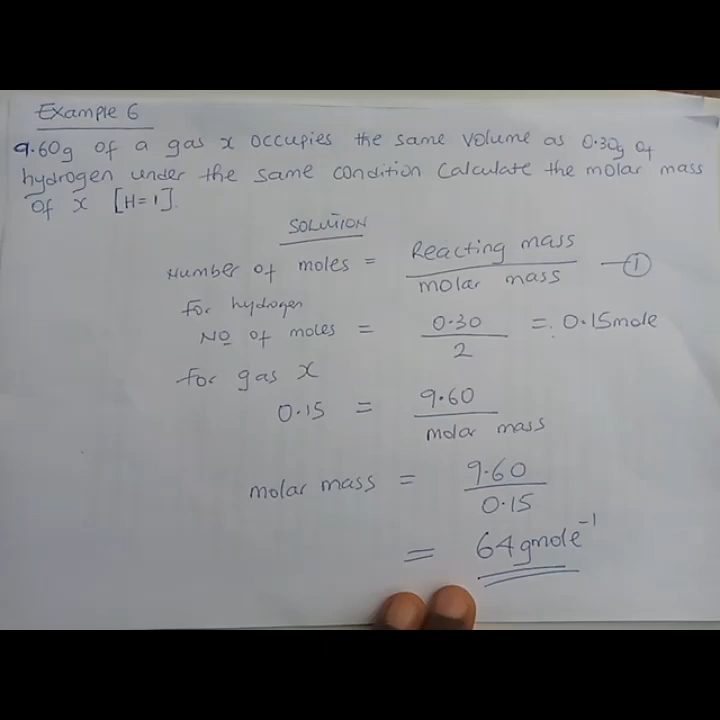 Example 6
9.60g of a gas x occupies the same volume as 0.30g of
hydrogen under the same condition calculate the molar mass
of x [H=1].
SOLUTION
Number of moles = Reacting mass / molar mass — ①
for hydrogen
No of moles = 0.30 / 2 = 0.15mole
for gas x
0.15 = 9.60 / molar mass
molar mass = 9.60 / 0.15
= 64gmole⁻¹